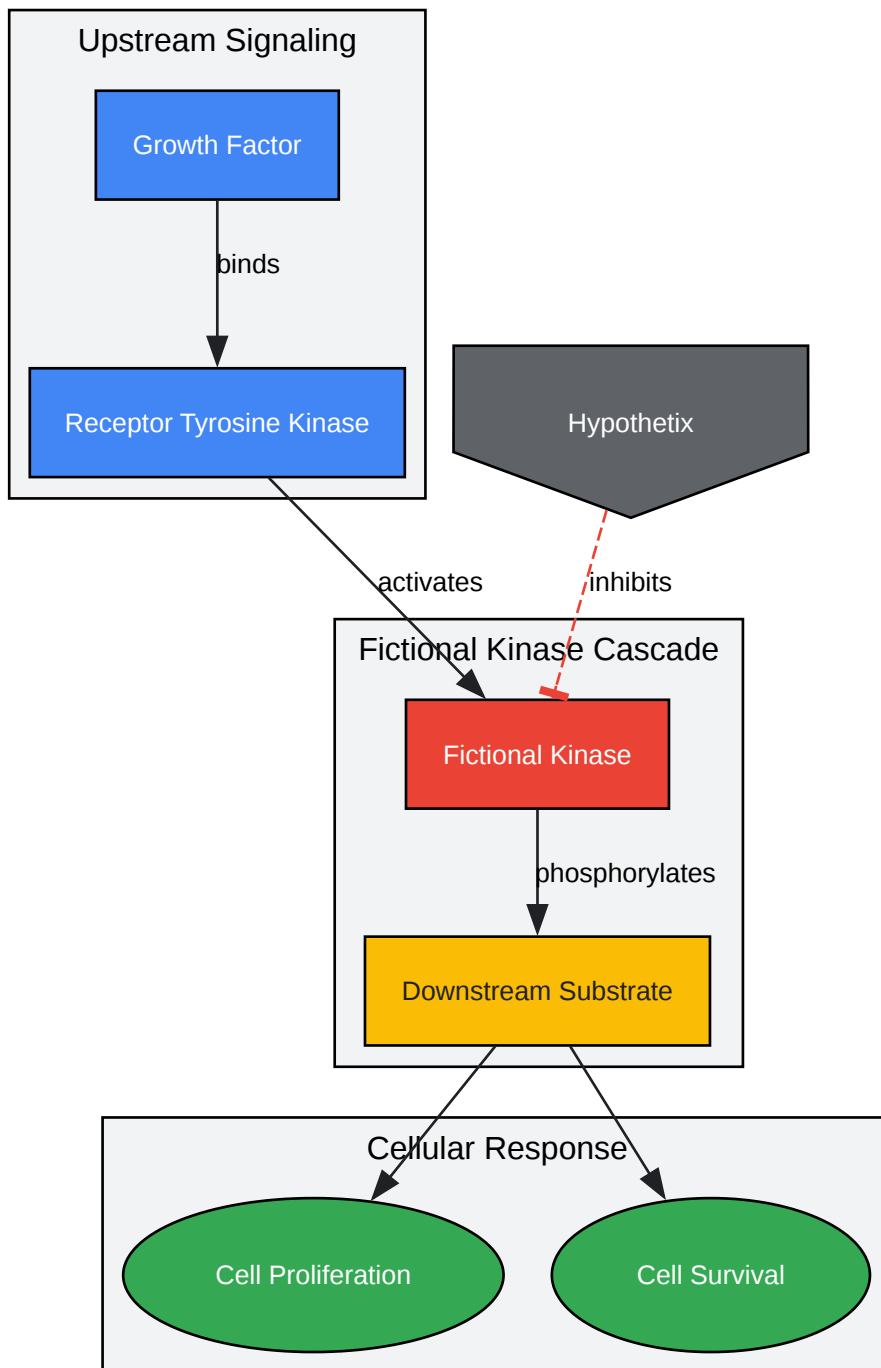 Upstream Signaling
Growth Factor
binds
Receptor Tyrosine Kinase
Hypothetix
activates
inhibits
Fictional Kinase Cascade
Fictional Kinase
phosphorylates
Downstream Substrate
Cellular Response
Cell Proliferation
Cell Survival